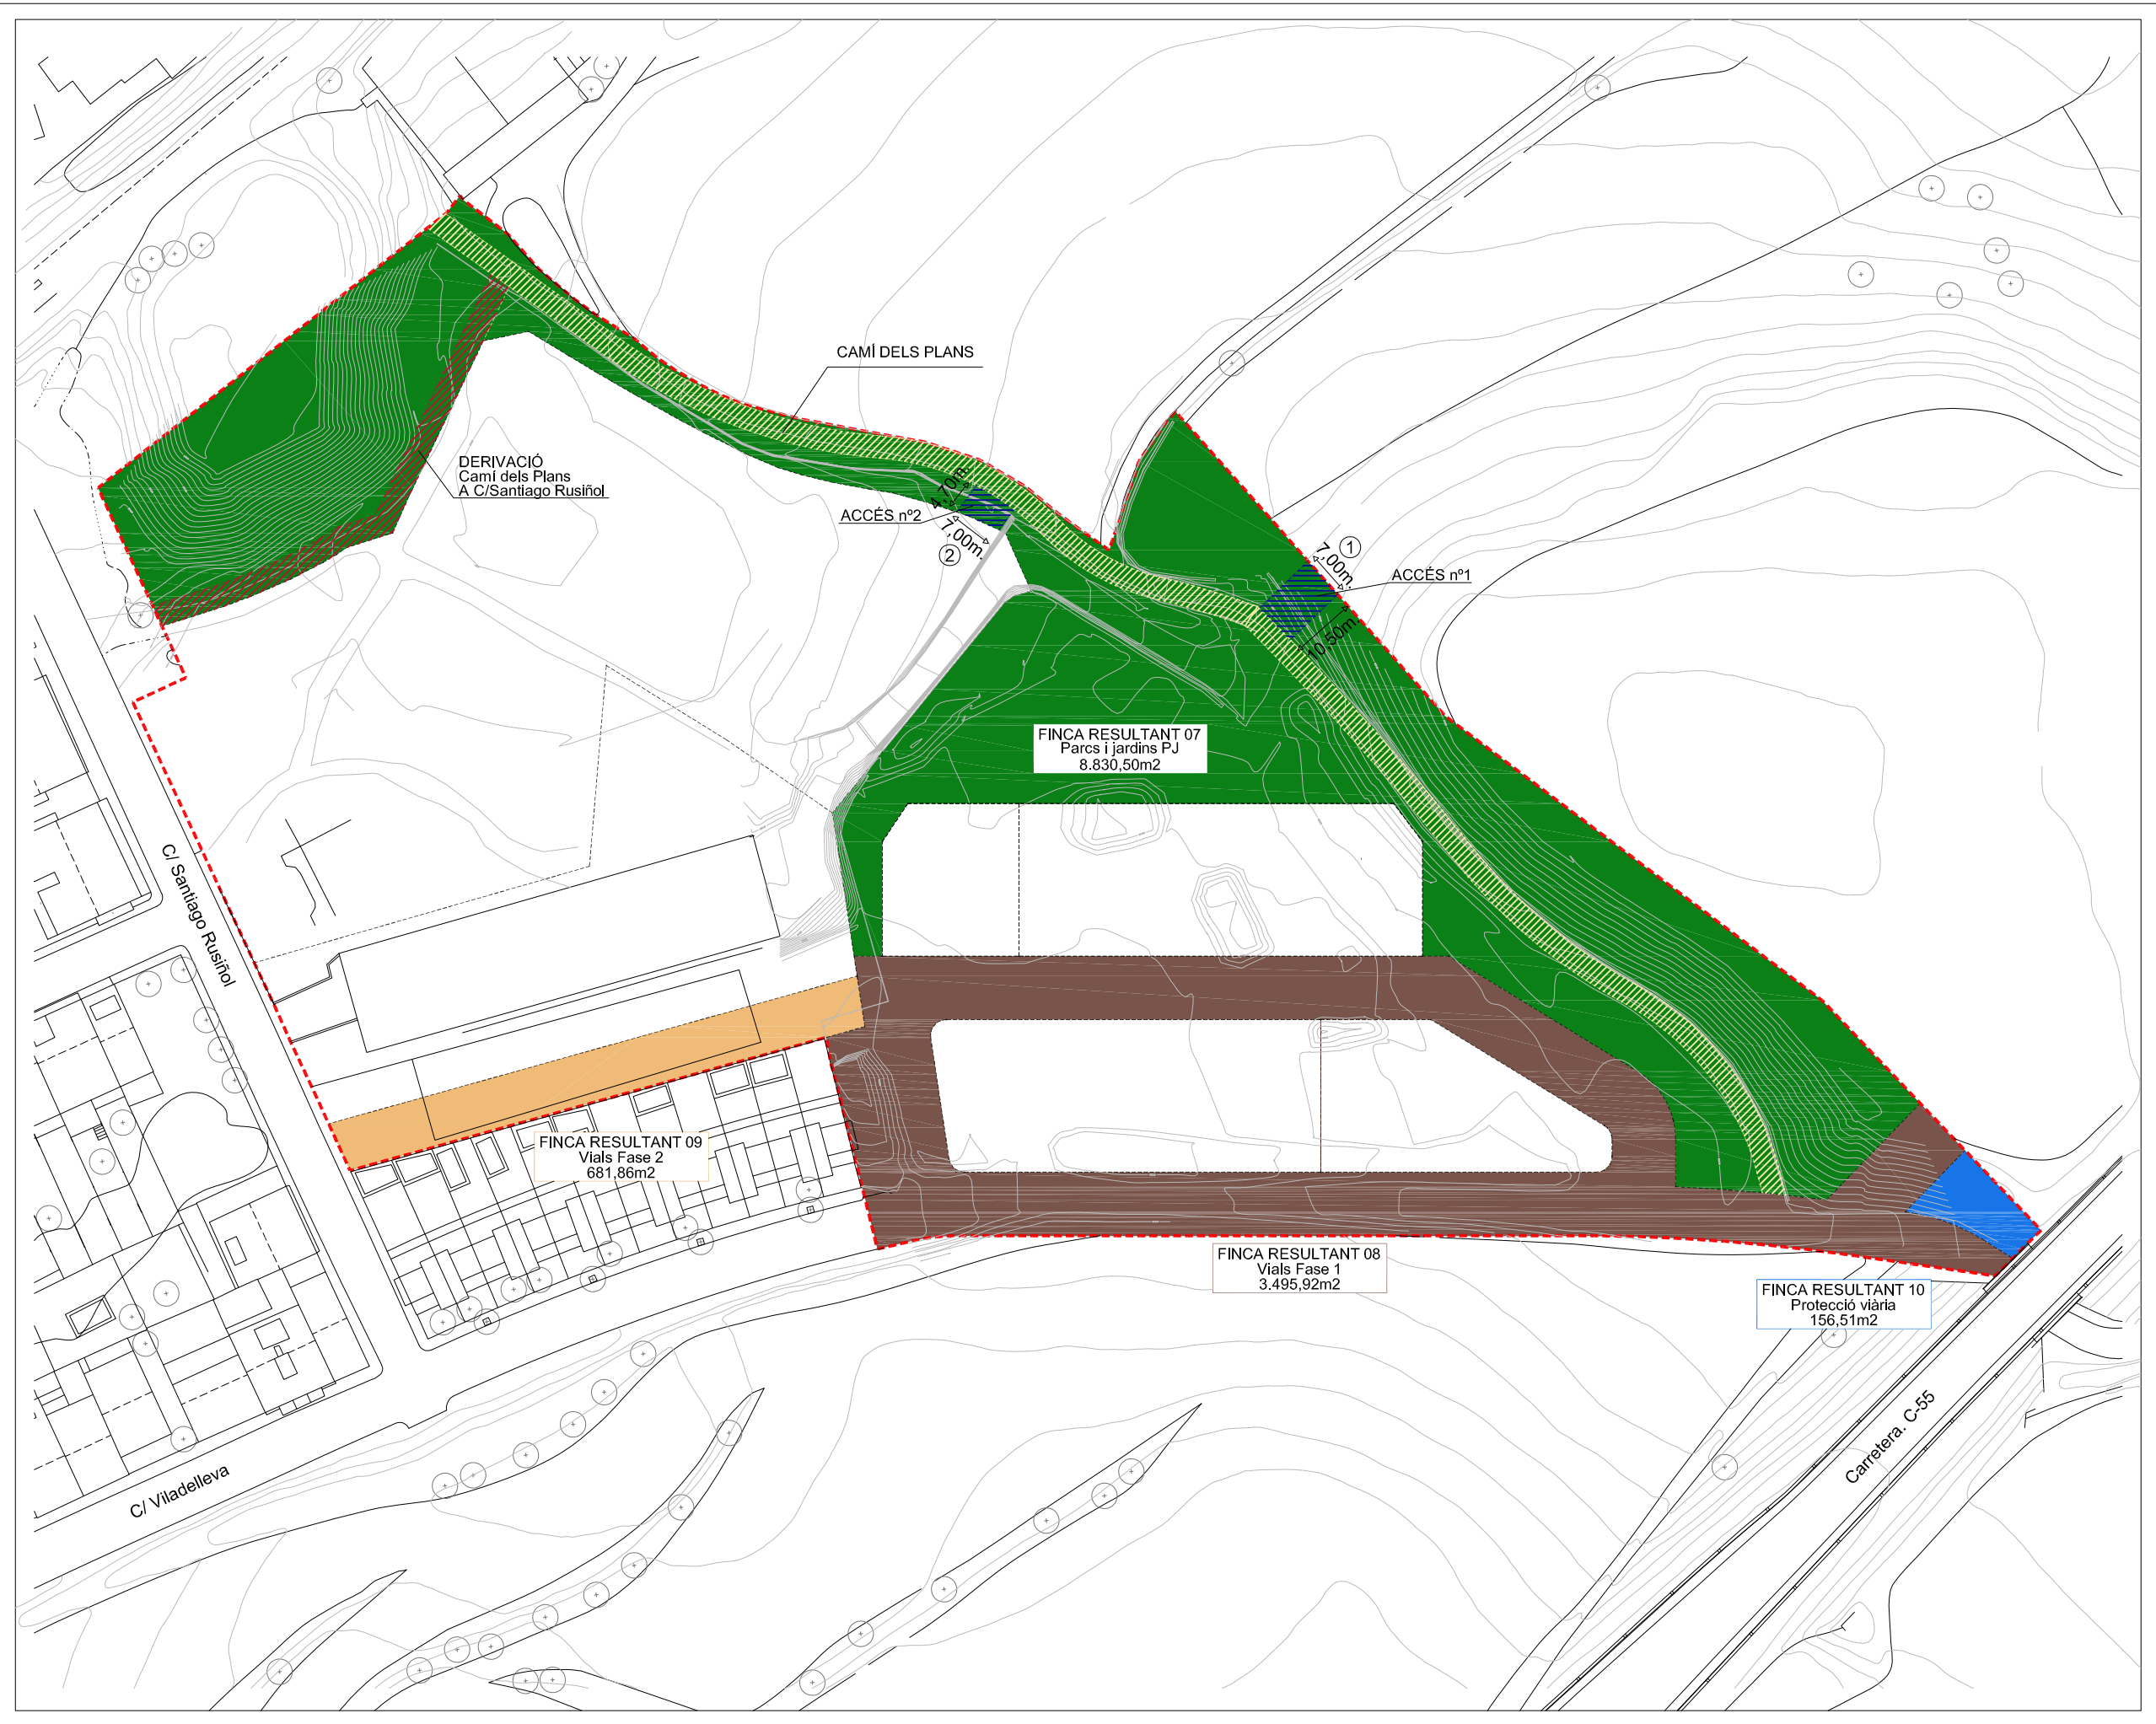 CAMÍ DELS PLANS
DERIVACIÓ
Camí dels Plans
A C/Santiago Rusiñol
4,70m.
ACCÉS nº2
7,00m.
2
1
7,00m.
ACCÉS nº1
10,50m.
FINCA RESULTANT 07
Parcs i jardins PJ
8.830,50m2
C/ Santiago Rusiñol
FINCA RESULTANT 09
Vials Fase 2
681,86m2
FINCA RESULTANT 08
Vials Fase 1
3.495,92m2
FINCA RESULTANT 10
Protecció viària
156,51m2
Carretera. C-55
C/ Viladelleva